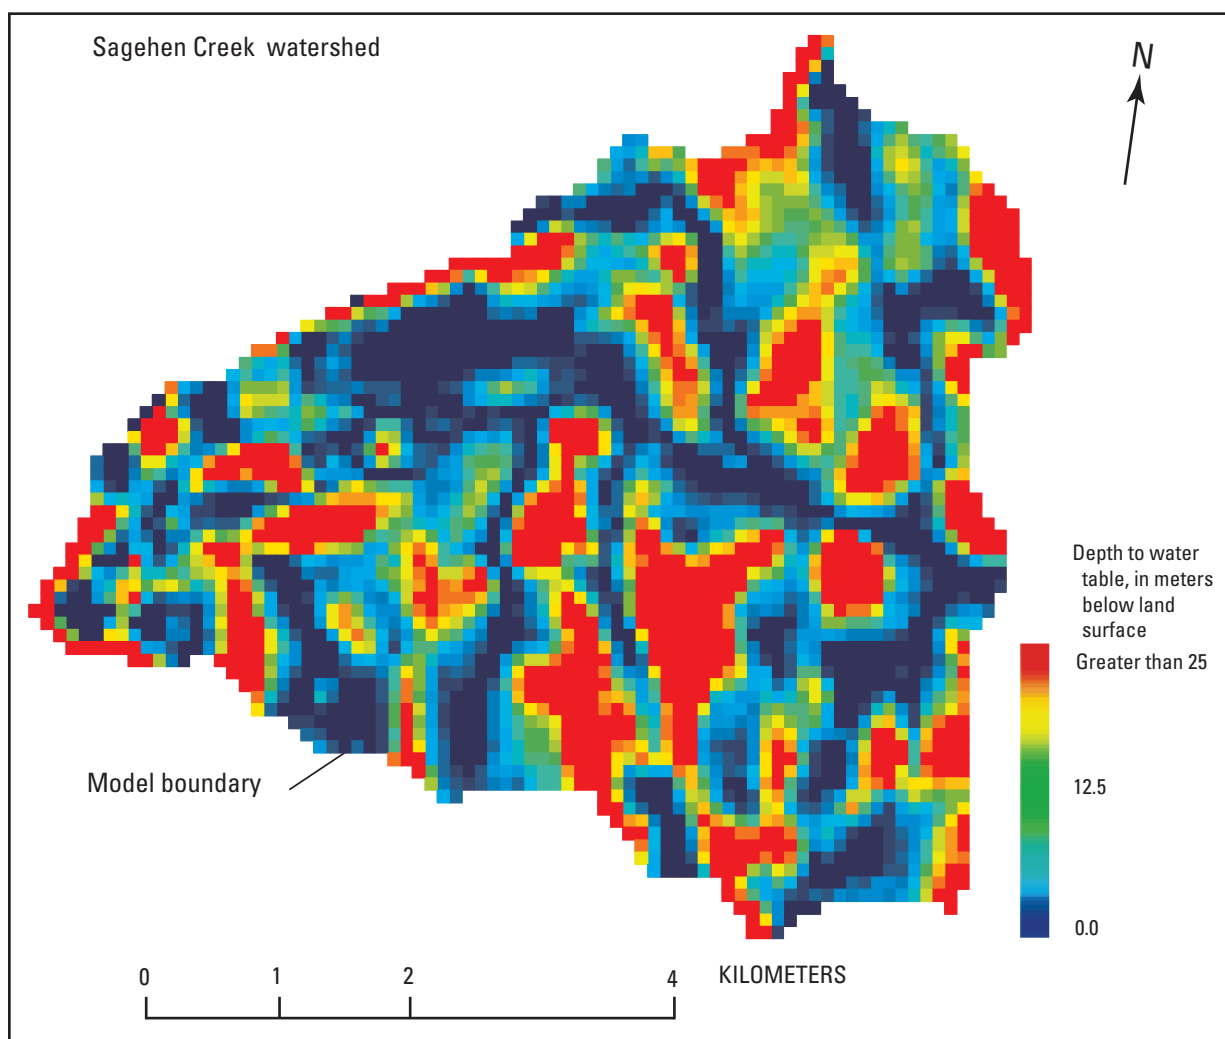 Sagehen Creek watershed
N
Depth to water
table, in meters
below land
surface
Greater than 25
12.5
0.0
Model boundary
0 1 2 4 KILOMETERS